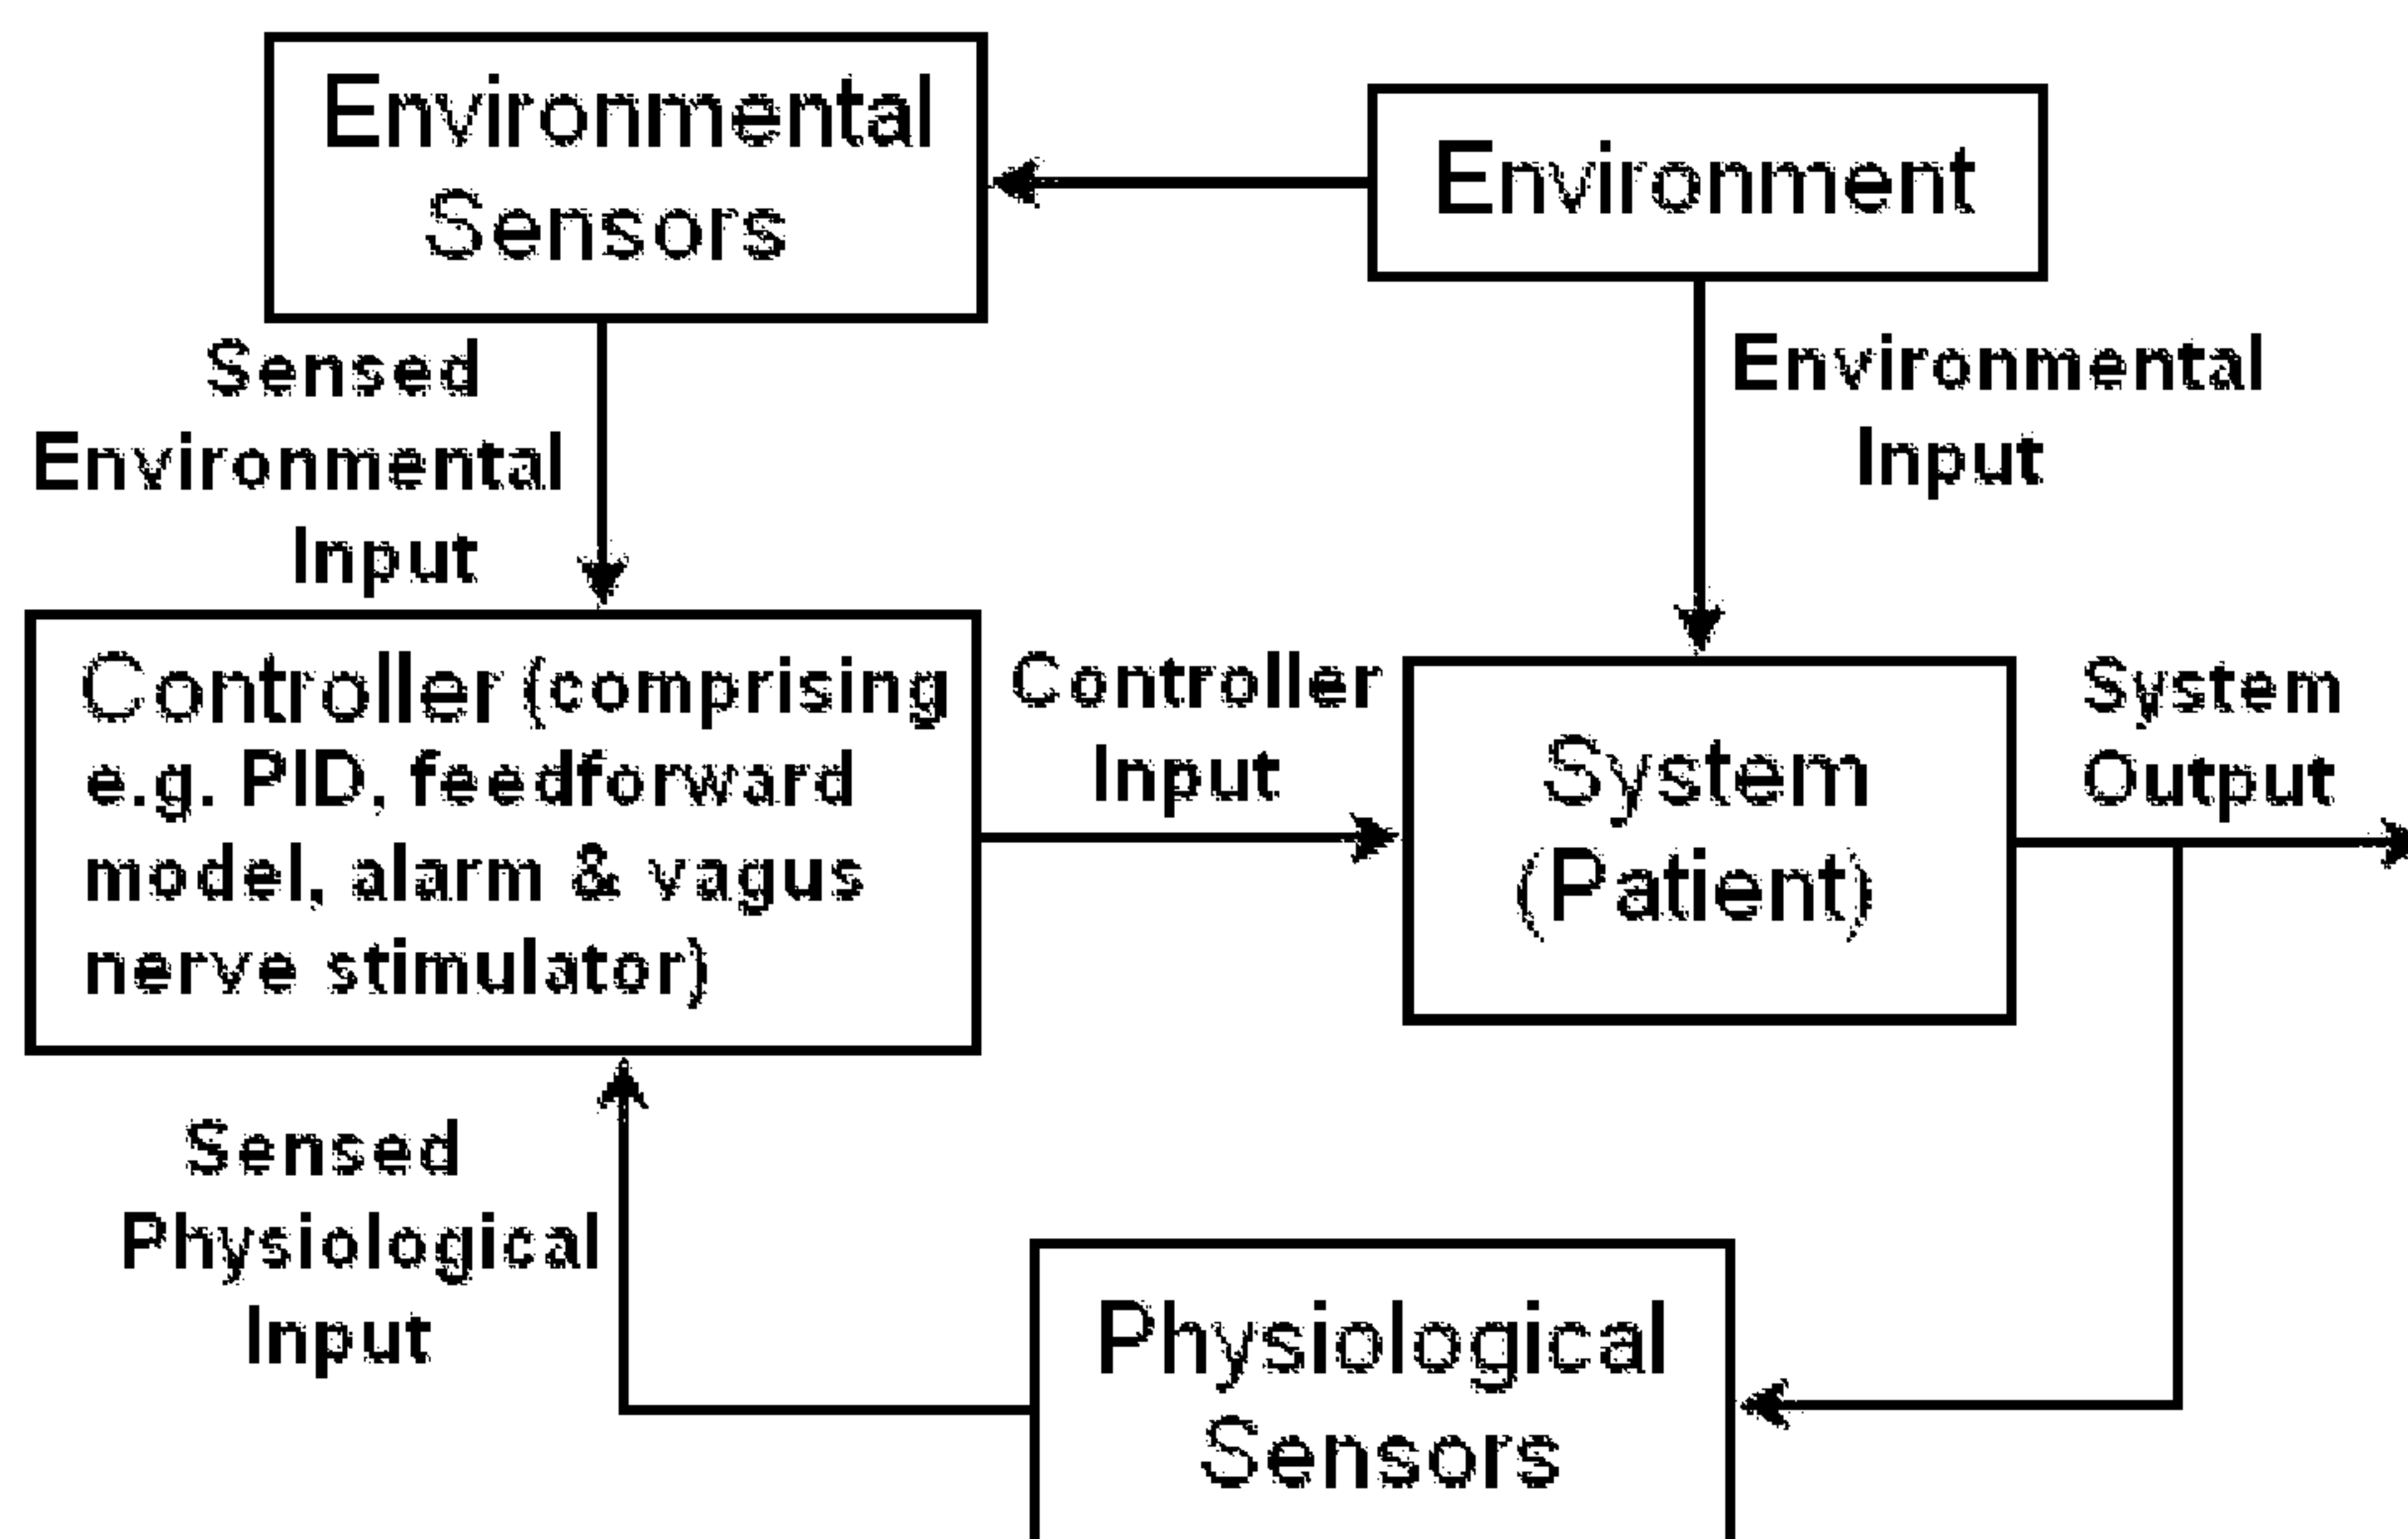 Environmental
Sensors
Environment
Sensed
Environmental
Input
Environmental
Input
Controller (comprising
e.g. PID, feedforward
model, alarm & vagus
nerve stimulator)
Controller
Input
System
(Patient)
System
Output
Sensed
Physiological
Input
Physiological
Sensors